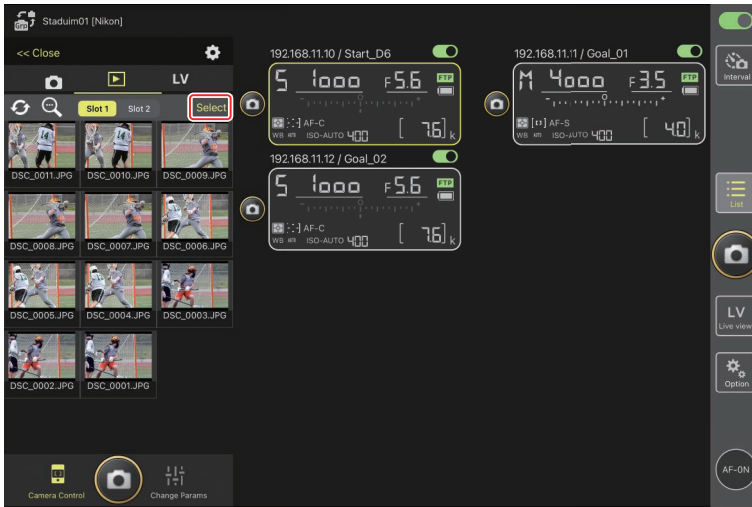 Grp
Staduim01 [Nikon]
<< Close
LV
Slot 1
Slot 2
Select
DSC_0011.JPG
DSC_0010.JPG
DSC_0009.JPG
DSC_0008.JPG
DSC_0007.JPG
DSC_0006.JPG
DSC_0005.JPG
DSC_0004.JPG
DSC_0003.JPG
DSC_0002.JPG
DSC_0001.JPG
Camera Control
Change Params
192.168.11.10 / Start_D6
S 1000 F5.6 FTP
AF-C
WB ISO-AUTO 400 [ 7.6] k
192.168.11.11 / Goal_01
M 4000 F3.5 FTP
AF-S
WB ISO-AUTO 400 [ 4.0] k
192.168.11.12 / Goal_02
S 1000 F5.6 FTP
AF-C
WB ISO-AUTO 400 [ 7.6] k
Interval
List
LV
Live view
Option
AF-ON